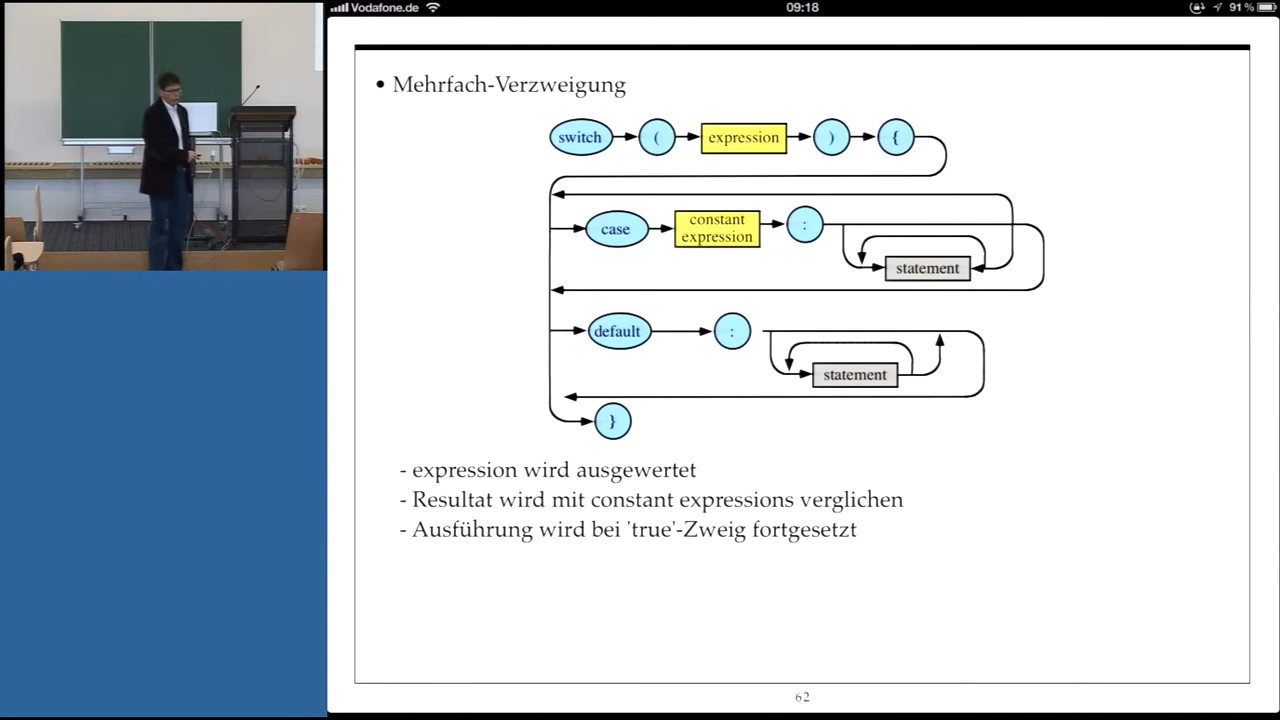 Vodafone.de 09:18 91 %
• Mehrfach-Verzweigung
switch ( expression ) {
case constant expression :
statement
default :
statement
}
- expression wird ausgewertet
- Resultat wird mit constant expressions verglichen
- Ausführung wird bei 'true'-Zweig fortgesetzt
62